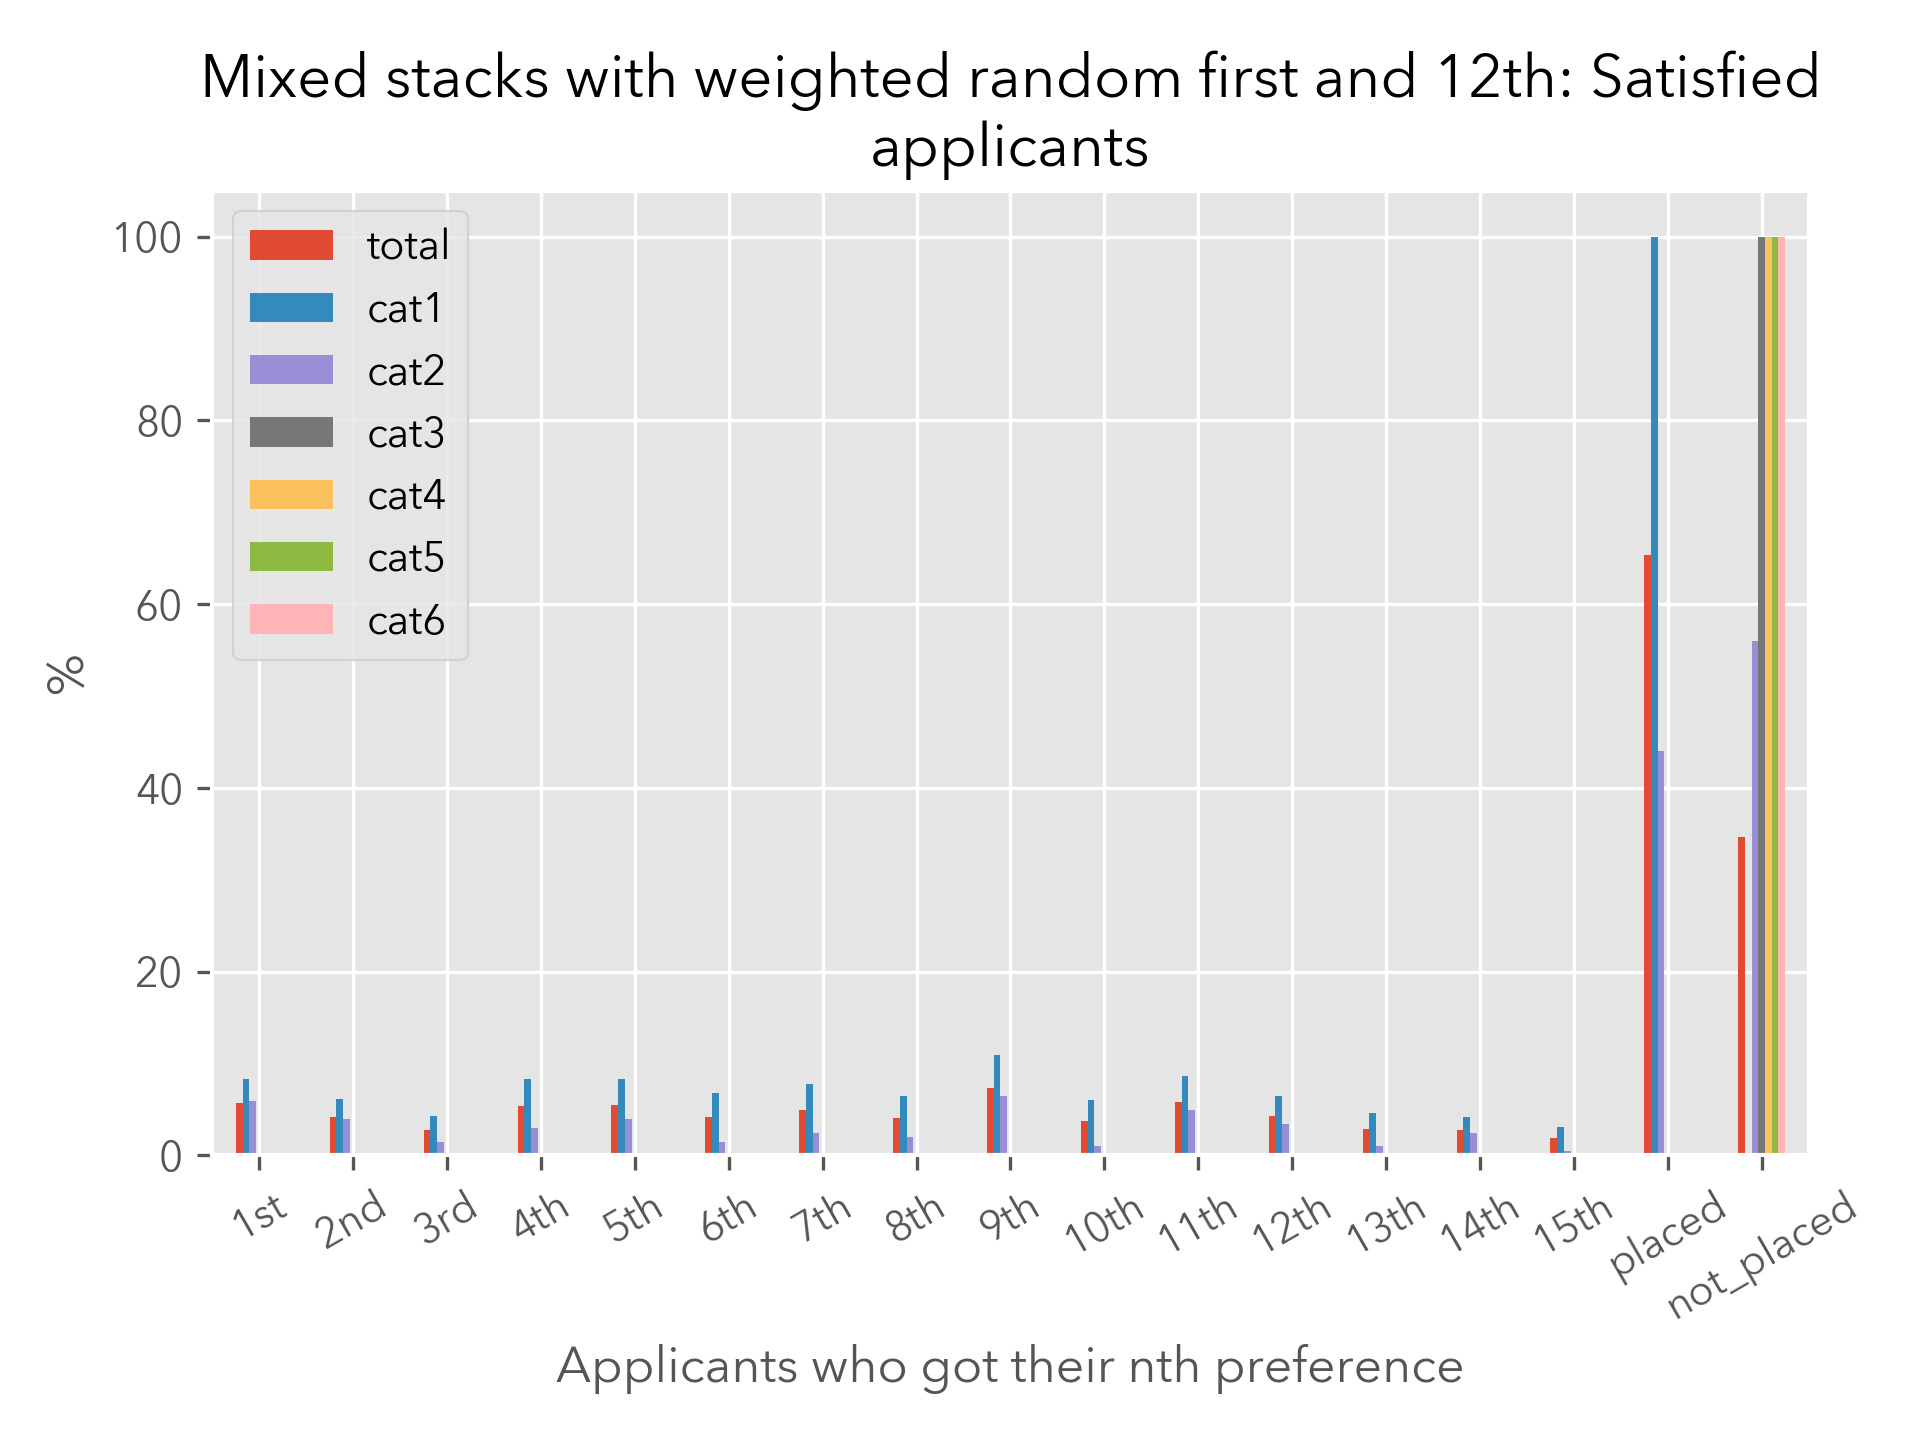 Mixed stacks with weighted random first and 12th: Satisfied
applicants
total
cat1
cat2
cat3
cat4
cat5
cat6
100
80
60
40
20
0
%
1st
2nd
3rd
4th
5th
6th
7th
8th
9th
10th
11th
12th
13th
14th
15th
placed
not_placed
Applicants who got their nth preference